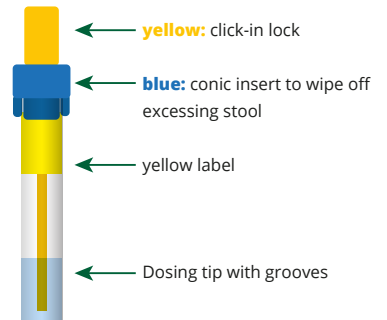 yellow: click-in lock
blue: conic insert to wipe off
excessing stool
yellow label
Dosing tip with grooves